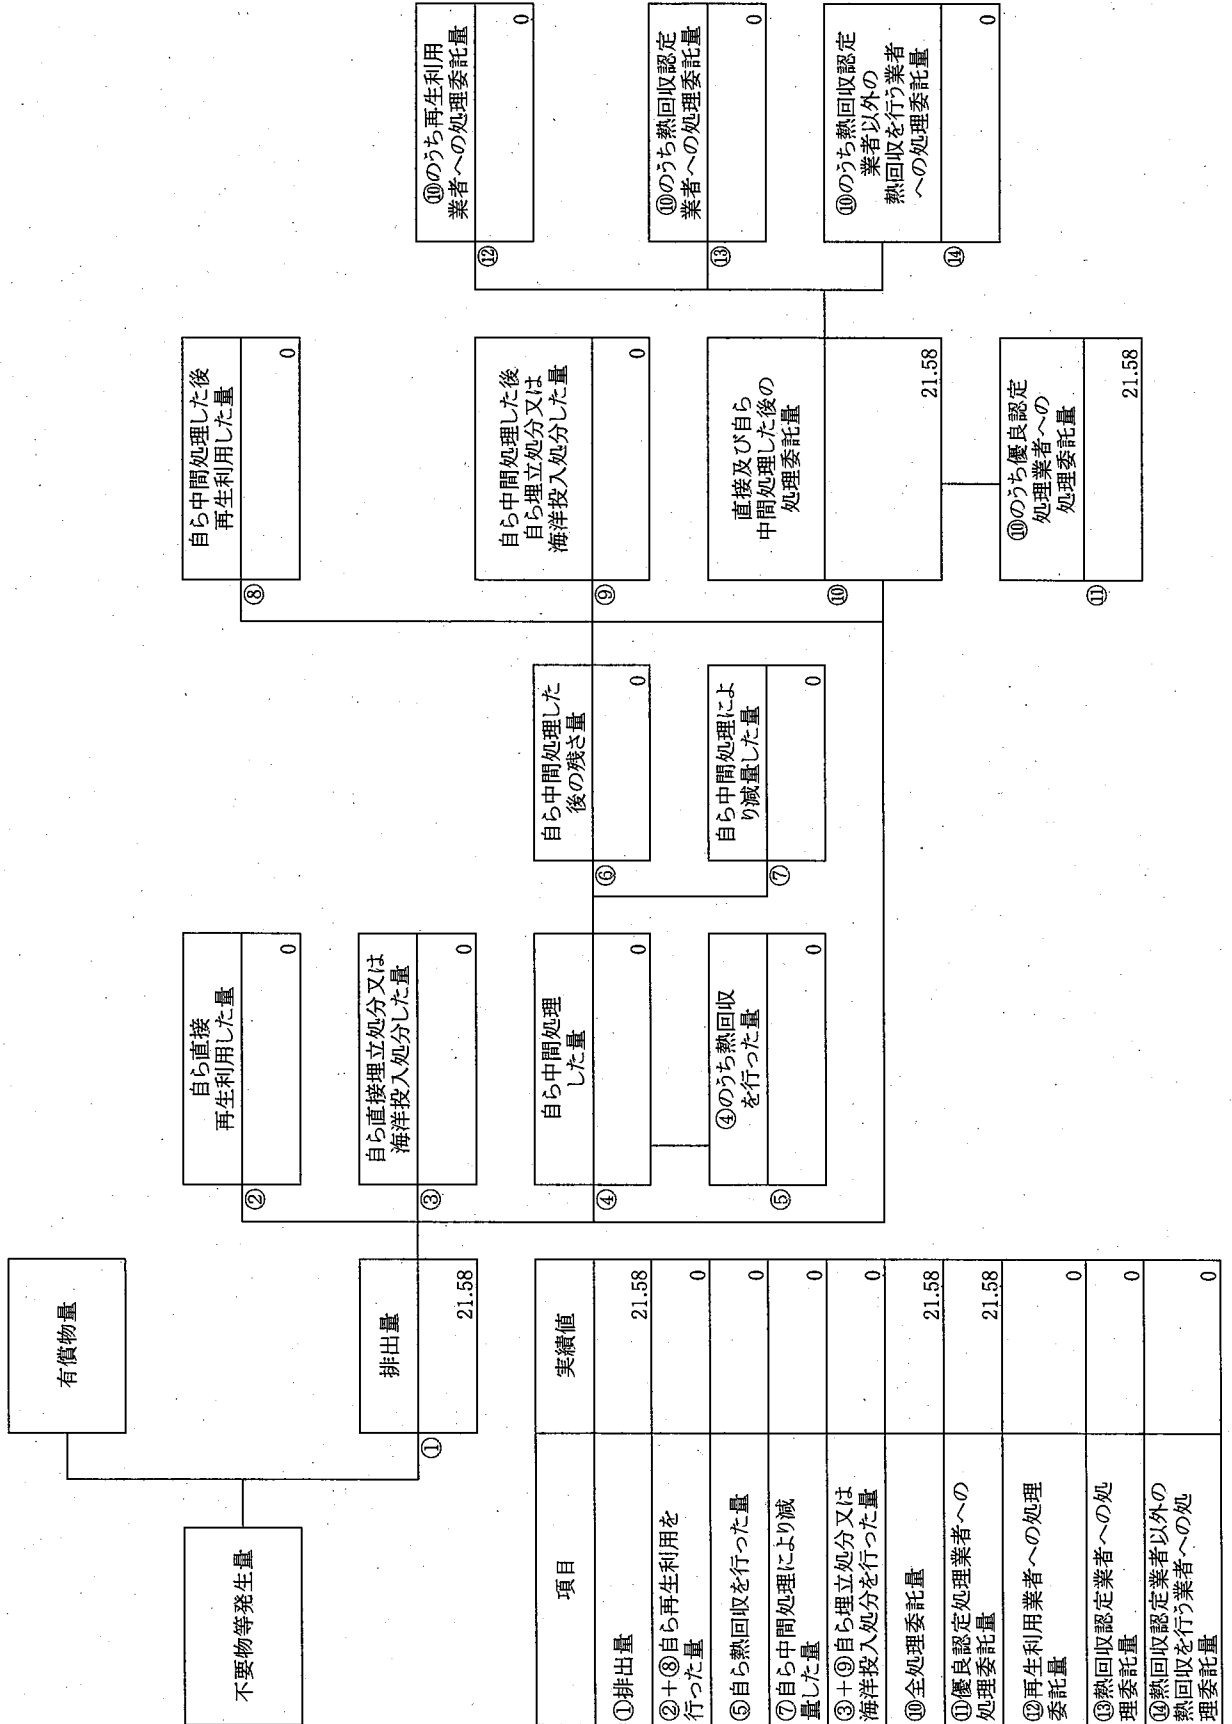 不要物等発生量
有償物量
①
排出量
21.58
②
自ら直接
再生利用した量
0
③
自ら直接埋立処分又は
海洋投入処分した量
0
④
自ら中間処理
した量
0
⑤
④のうち熱回収
を行った量
0
⑥
自ら中間処理した
後の残さ量
0
⑦
自ら中間処理によ
り減量した量
0
⑧
自ら中間処理した後
再生利用した量
0
⑨
自ら中間処理した後
自ら埋立処分又は
海洋投入処分した量
0
⑩
直接及び自ら
中間処理した後の
処理委託量
21.58
⑪
⑩のうち優良認定
処理業者への
処理委託量
21.58
⑫
⑩のうち再生利用
業者への処理委託量
0
⑬
⑩のうち熱回収認定
業者への処理委託量
0
⑭
⑩のうち熱回収認定
業者以外の
熱回収を行う業者
への処理委託量
0
項目
実績値
①排出量
21.58
②+⑧自ら再生利用を
行った量
0
⑤自ら熱回収を行った量
0
⑦自ら中間処理により減
量した量
0
③+⑨自ら埋立処分又は
海洋投入処分を行った量
0
⑩全処理委託量
21.58
⑪優良認定処理業者への
処理委託量
21.58
⑫再生利用業者への処理
委託量
0
⑬熱回収認定業者への処
理委託量
0
⑭熱回収認定業者以外の
熱回収を行う業者への処
理委託量
0